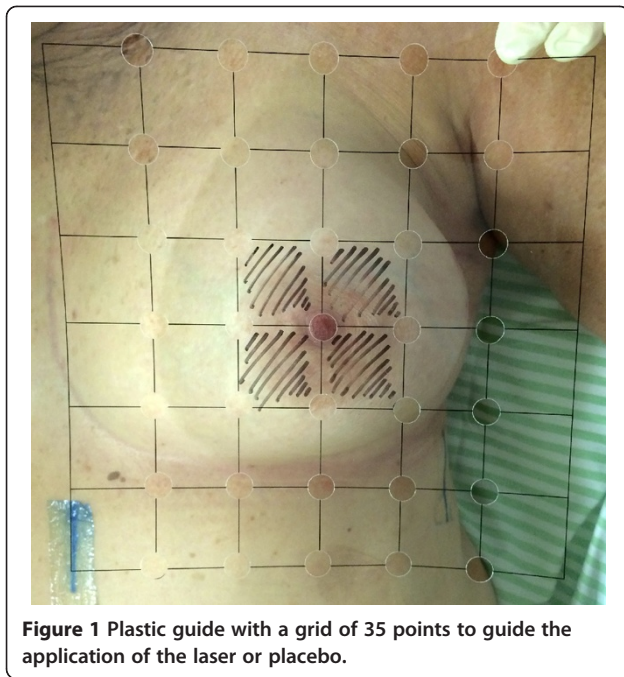 Figure 1 Plastic guide with a grid of 35 points to guide the
application of the laser or placebo.